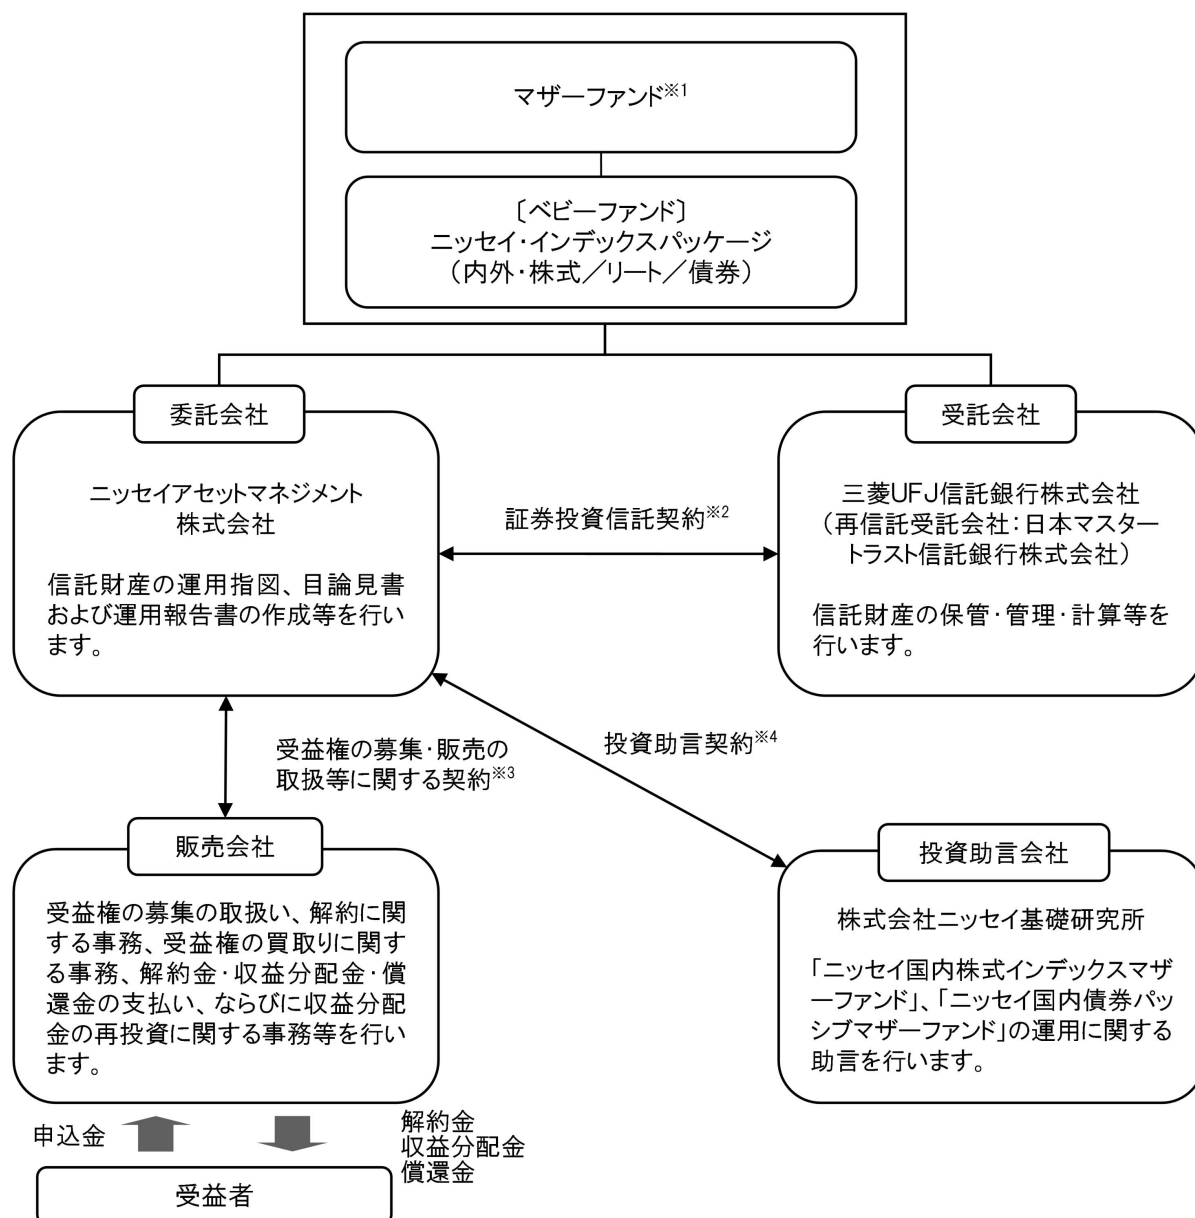 マザーファンド※1
〔ベビーファンド〕
ニッセイ・インデックスパッケージ
（内外・株式／リート／債券）
委託会社
ニッセイアセットマネジメント
株式会社
信託財産の運用指図、目論見書
および運用報告書の作成等を行い
ます。
証券投資信託契約※2
受託会社
三菱UFJ信託銀行株式会社
（再信託受託会社：日本マスター
トラスト信託銀行株式会社）
信託財産の保管・管理・計算等を
行います。
受益権の募集・販売の
取扱等に関する契約※3
投資助言契約※4
販売会社
受益権の募集の取扱い、解約に関
する事務、受益権の買取りに関す
る事務、解約金・収益分配金・償
還金の支払い、ならびに収益分配
金の再投資に関する事務等を行い
ます。
投資助言会社
株式会社ニッセイ基礎研究所
「ニッセイ国内株式インデックスマザ
ーファンド」、「ニッセイ国内債券パッ
シブマザーファンド」の運用に関する
助言を行います。
申込金
解約金
収益分配金
償還金
受益者